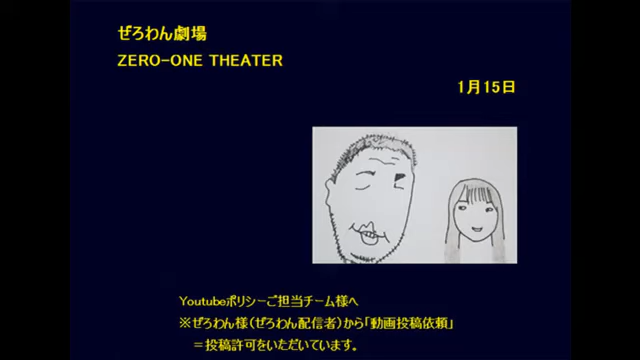 ぜろわん劇場
ZERO-ONE THEATER
1月15日
Youtubeポリシーご担当チーム様へ
※ぜろわん様(ぜろわん配信者)から「動画投稿依頼」
＝投稿許可をいただいています。